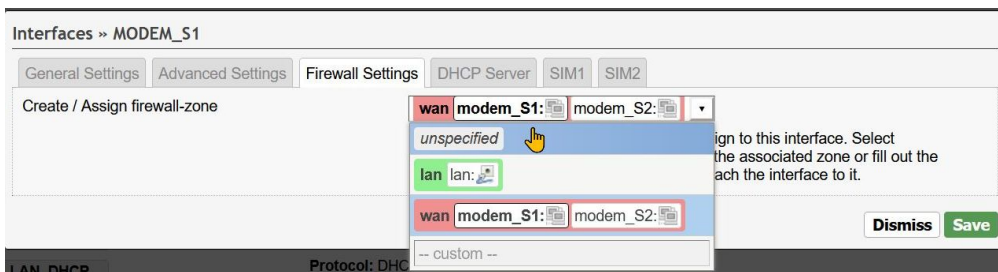 Interfaces » MODEM_S1
General Settings Advanced Settings Firewall Settings DHCP Server SIM1 SIM2
Create / Assign firewall-zone
wan modem_S1: modem_S2:
unspecified
lan lan:
wan modem_S1: modem_S2:
-- custom --
ign to this interface. Select
the associated zone or fill out the
ach the interface to it.
Dismiss Save
LAN_DHCP Protocol: DHC